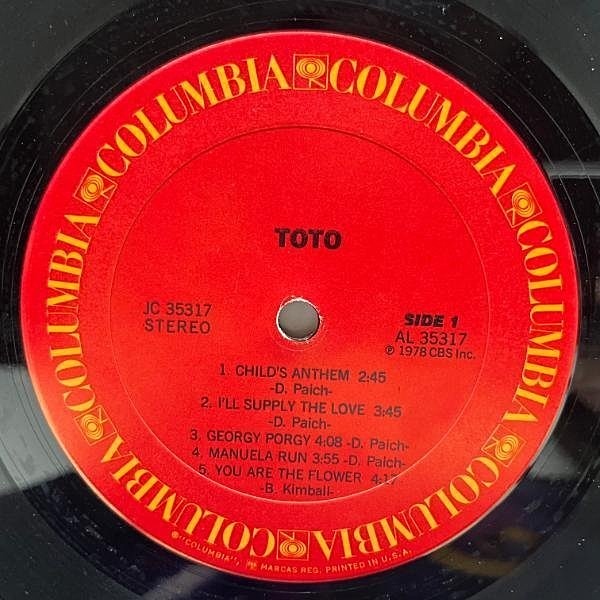 COLUMBIA COLUMBIA COLUMBIA COLUMBIA COLUMBIA COLUMBIA
TOTO
JC 35317
STEREO
SIDE 1
AL 35317
℗ 1978 CBS Inc.
1. CHILD'S ANTHEM 2:45
-D. Paich-
2. I'LL SUPPLY THE LOVE 3:45
-D. Paich-
3. GEORGY PORGY 4:08 -D. Paich-
4. MANUELA RUN 3:55 -D. Paich-
5. YOU ARE THE FLOWER 4:17
-B. Kimball-
® "COLUMBIA", MARCAS REG. PRINTED IN U.S.A.